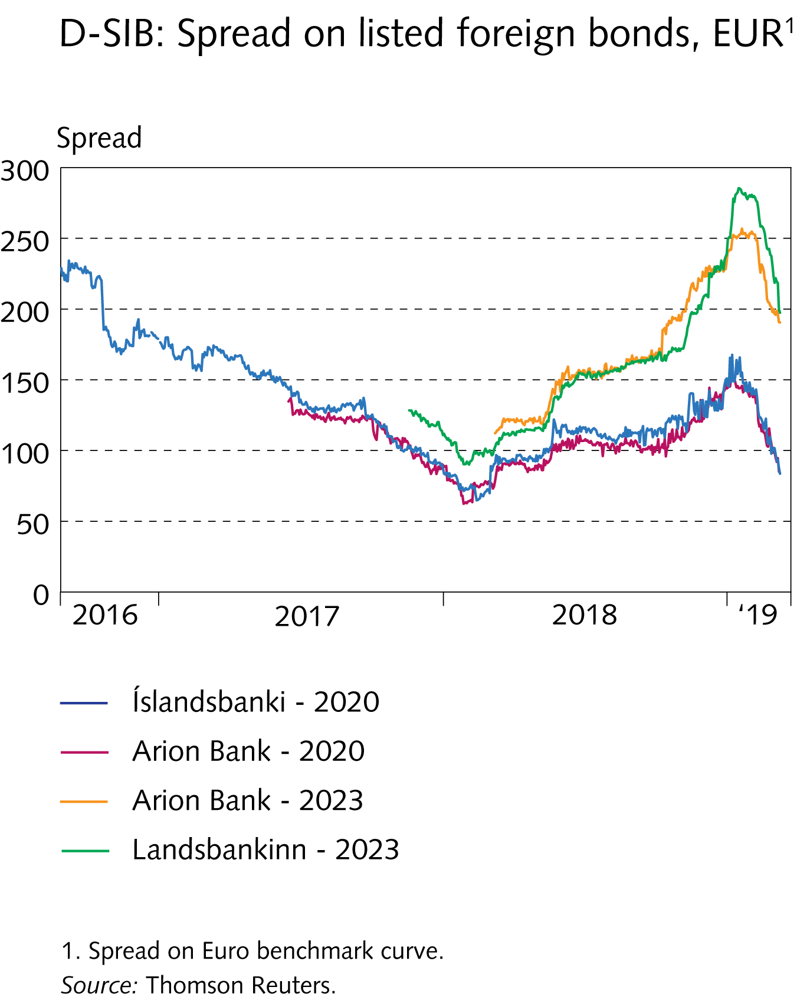 D-SIB: Spread on listed foreign bonds, EUR¹
Spread
300
250
200
150
100
50
0
2016 2017 2018 ‘19
Íslandsbanki - 2020
Arion Bank - 2020
Arion Bank - 2023
Landsbankinn - 2023
1. Spread on Euro benchmark curve.
Source: Thomson Reuters.